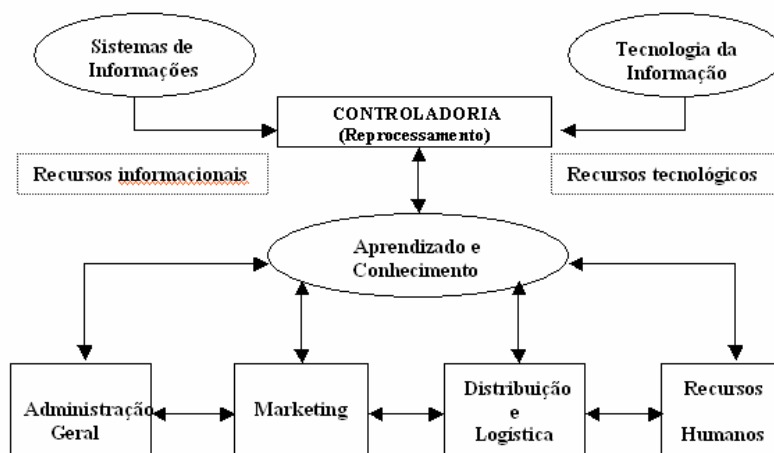 Sistemas de
Informações
Tecnologia da
Informação
CONTROLADORIA
(Reprocessamento)
Recursos informacionais
Recursos tecnológicos
Aprendizado e
Conhecimento
Administração
Geral
Marketing
Distribuição
e
Logística
Recursos
Humanos